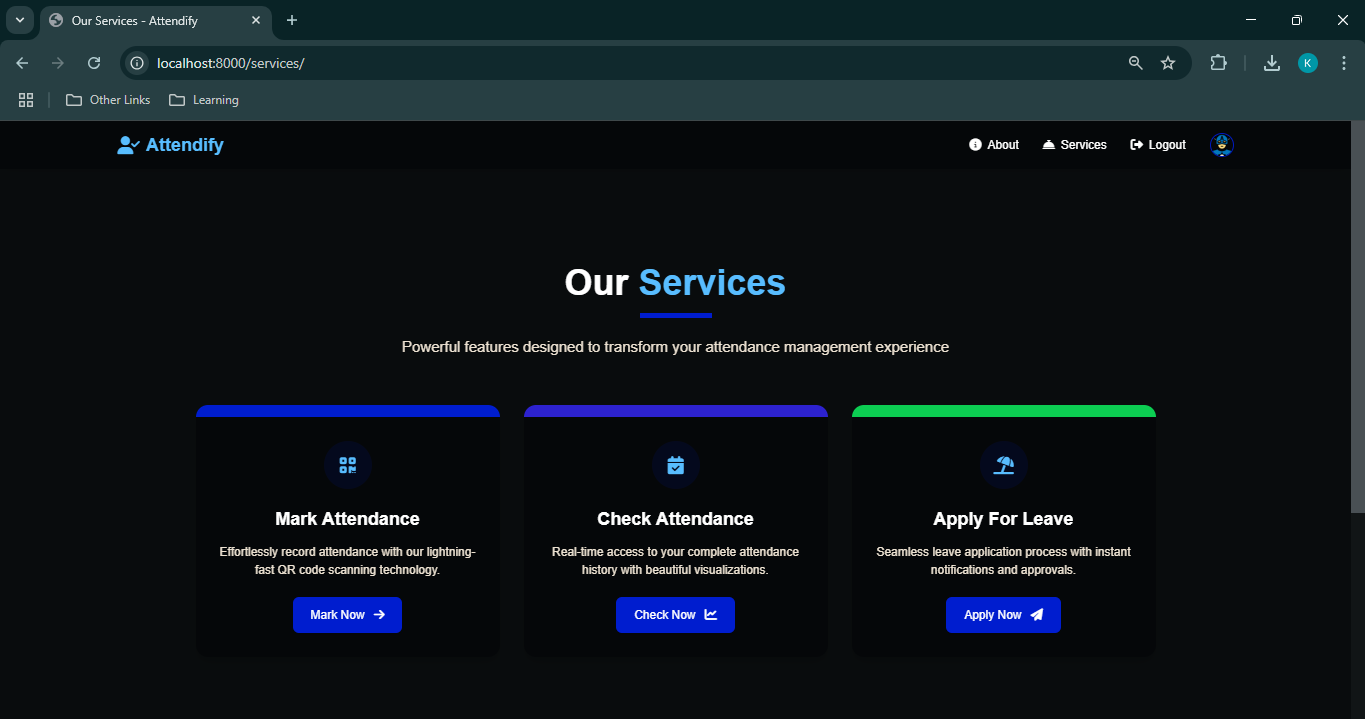 Our Services - Attendify
localhost:8000/services/
K
Other Links
Learning
Attendify
About
Services
Logout
Our Services
Powerful features designed to transform your attendance management experience
Mark Attendance
Effortlessly record attendance with our lightning-
fast QR code scanning technology.
Mark Now
Check Attendance
Real-time access to your complete attendance
history with beautiful visualizations.
Check Now
Apply For Leave
Seamless leave application process with instant
notifications and approvals.
Apply Now